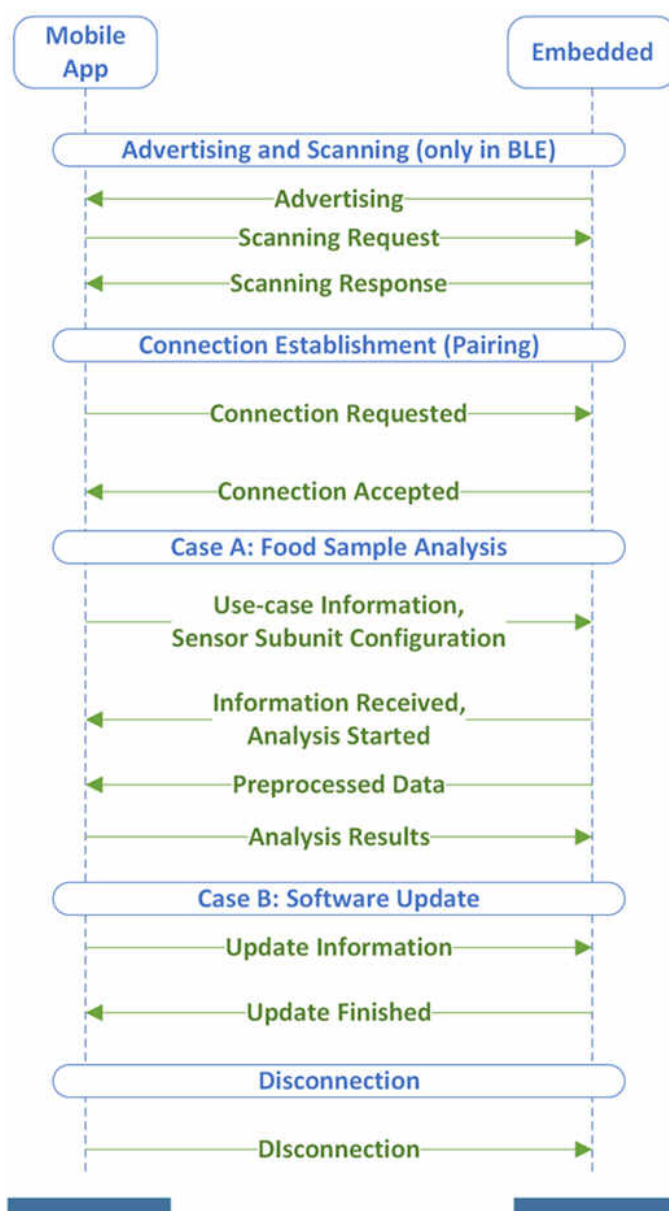 Mobile
App
Embedded
Advertising and Scanning (only in BLE)
Advertising
Scanning Request
Scanning Response
Connection Establishment (Pairing)
Connection Requested
Connection Accepted
Case A: Food Sample Analysis
Use-case Information,
Sensor Subunit Configuration
Information Received,
Analysis Started
Preprocessed Data
Analysis Results
Case B: Software Update
Update Information
Update Finished
Disconnection
DIsconnection